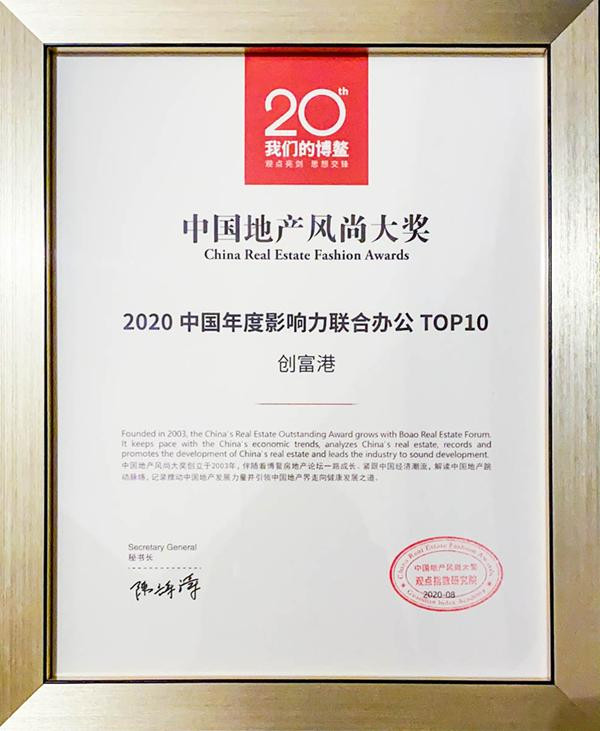 20th
我们的博鳌
观点亮剑 思想交锋
中国地产风尚大奖
China Real Estate Fashion Awards
2020 中国年度影响力联合办公 TOP10
创富港
Founded in 2003, the China's Real Estate Outstanding Award grows with Boao Real Estate Forum.
It keeps pace with the China's economic trends, analyzes China's real estate, records and
promotes the development of China's real estate and leads the industry to sound development.
中国地产风尚大奖创立于2003年，伴随着博鳌房地产论坛一路成长、紧跟中国经济潮流，解读中国地产跳
动脉络，记录推动中国地产发展力量并引领中国地产界走向健康发展之道。
Secretary General
秘书长
China Real Estate Fashion Awards
中国地产风尚大奖
观点指数研究院
2020-08
Guandian Index Academy